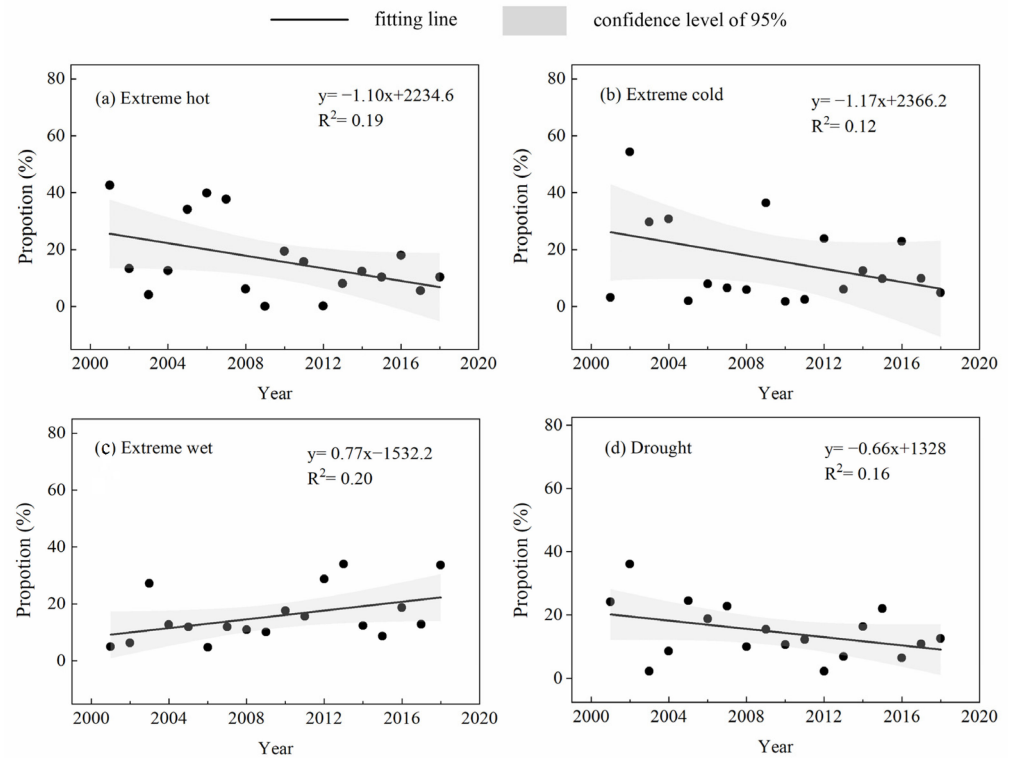 fitting line confidence level of 95%
(a) Extreme hot
y= −1.10x+2234.6
R²= 0.19
Propotion (%)
80
60
40
20
0
2000 2004 2008 2012 2016 2020
Year
(b) Extreme cold
y= −1.17x+2366.2
R²= 0.12
Propotion (%)
80
60
40
20
0
2000 2004 2008 2012 2016 2020
Year
(c) Extreme wet
y= 0.77x−1532.2
R²= 0.20
Propotion (%)
80
60
40
20
0
2000 2004 2008 2012 2016 2020
Year
(d) Drought
y= −0.66x+1328
R²= 0.16
Propotion (%)
80
60
40
20
0
2000 2004 2008 2012 2016 2020
Year